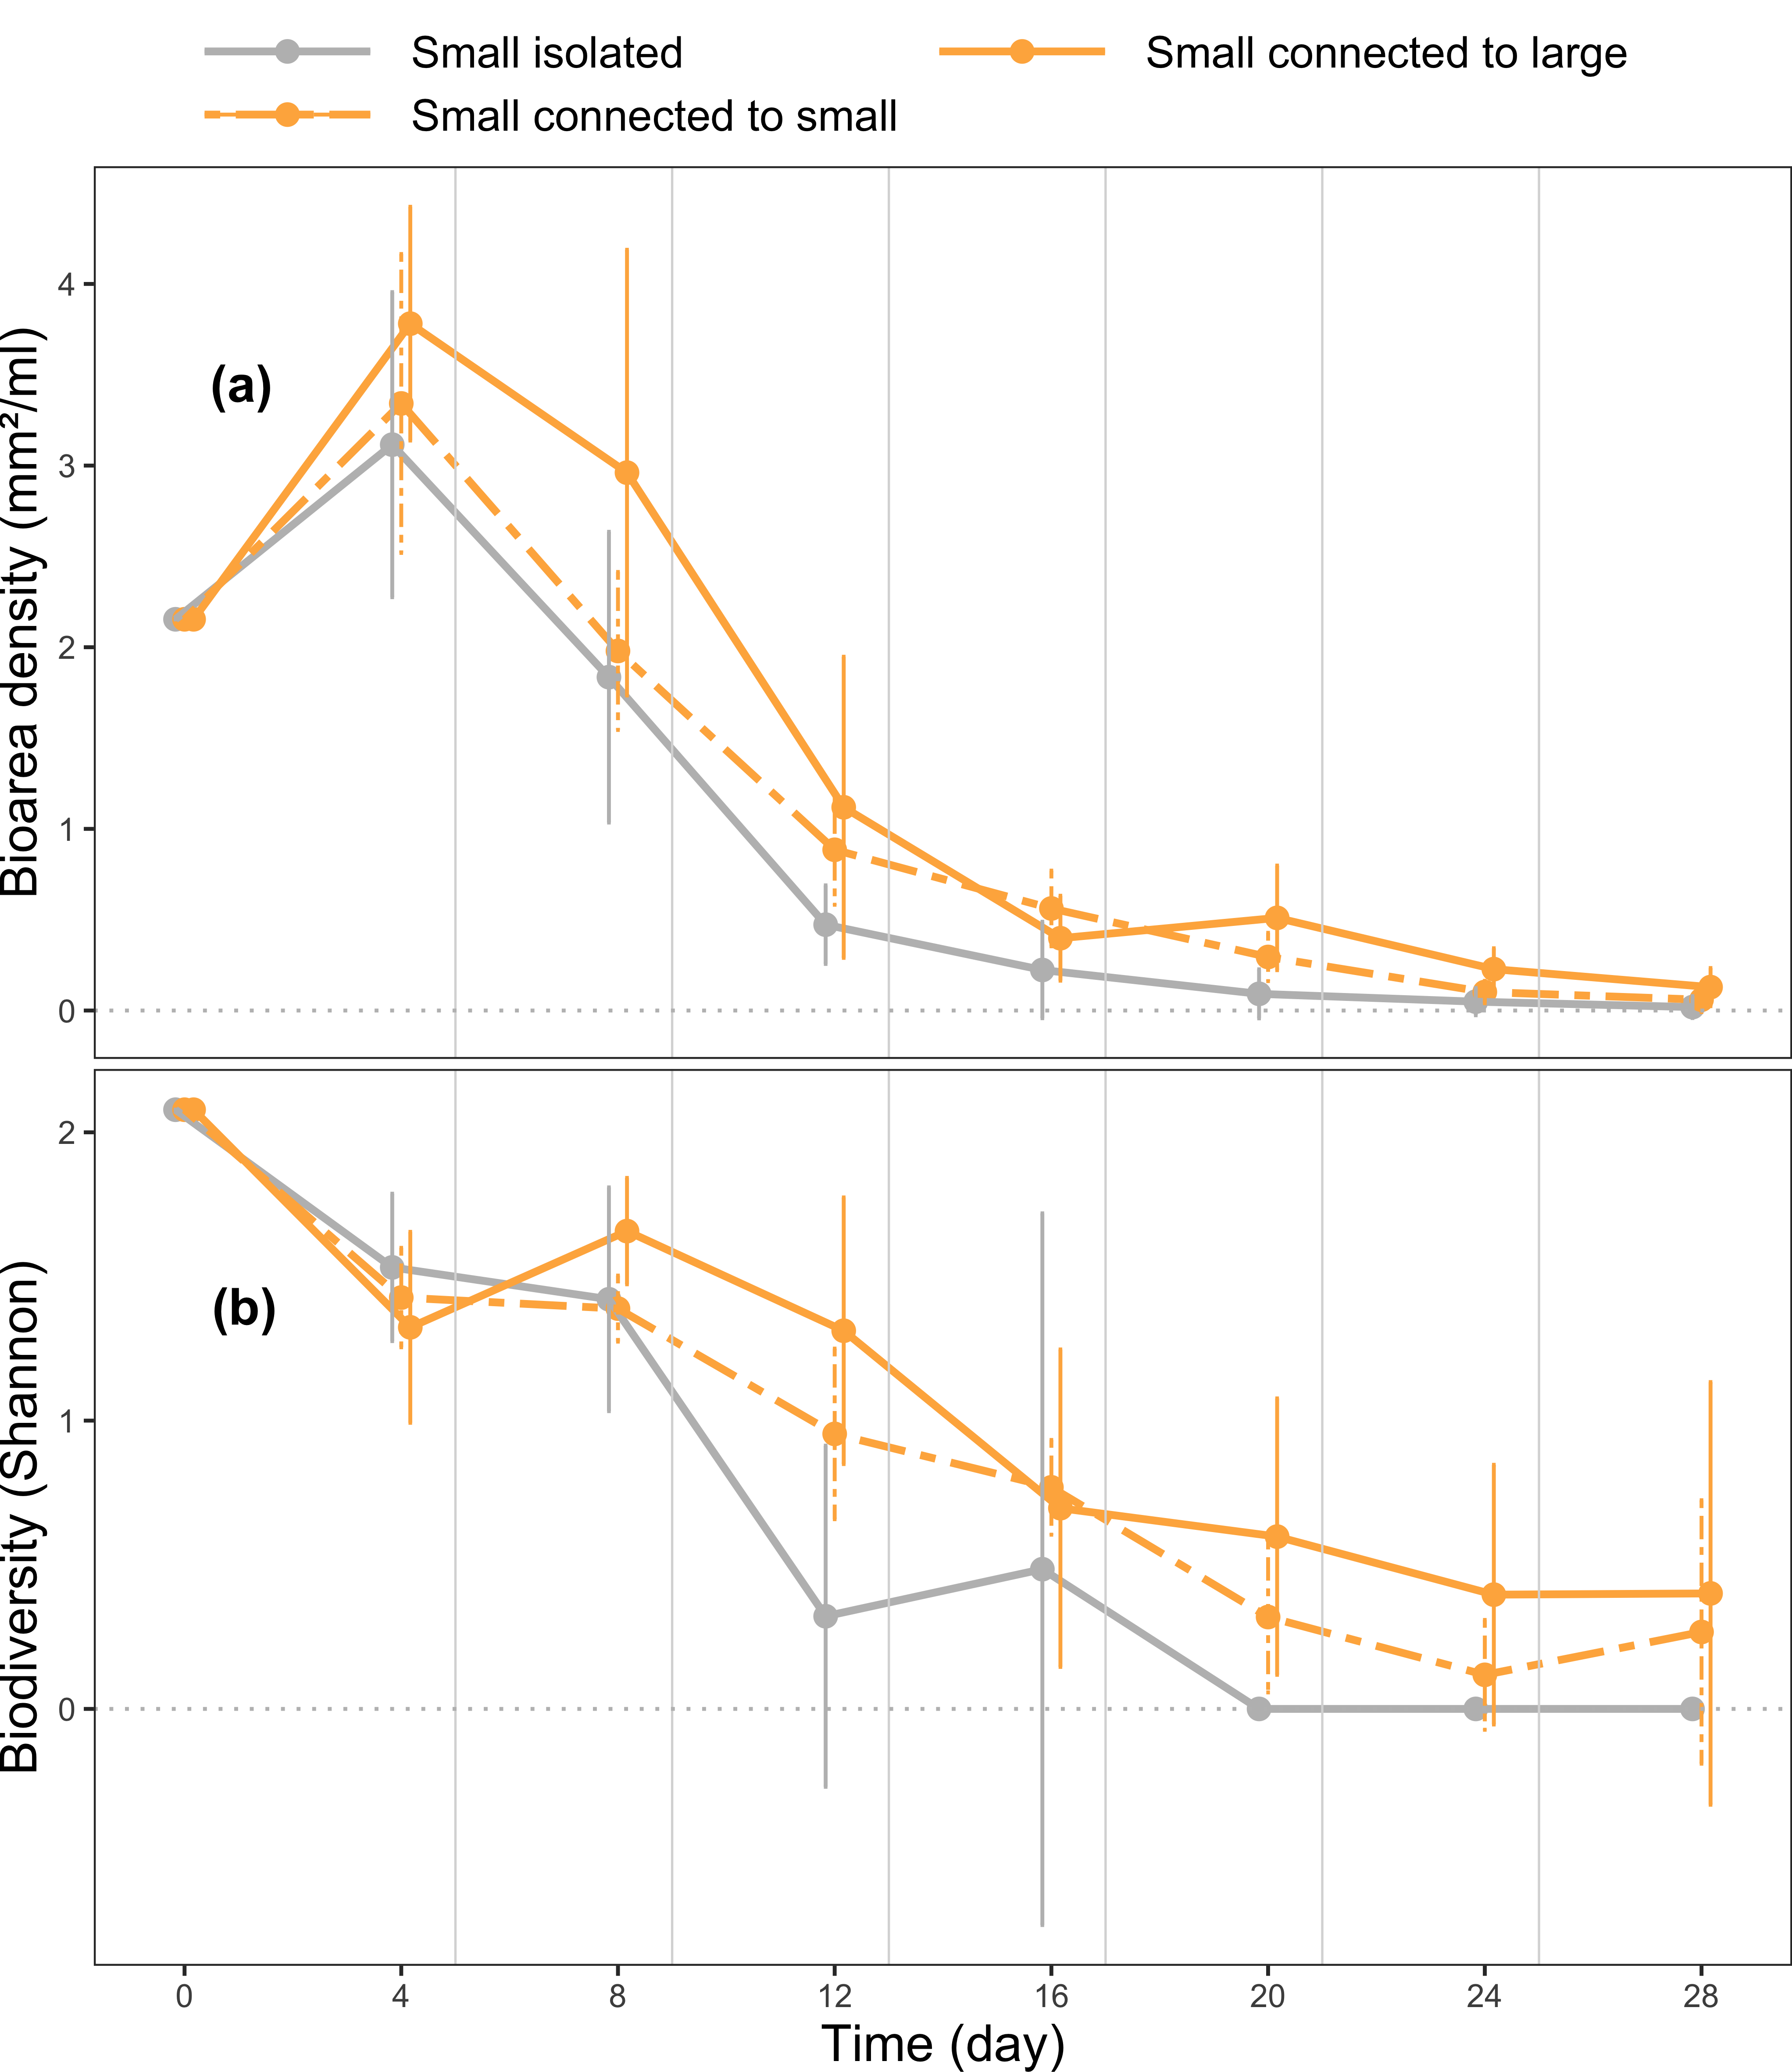 Small isolated
Small connected to large
Small connected to small
Bioarea density (mm²/ml)
4
3
2
1
0
(a)
Biodiversity (Shannon)
2
1
0
(b)
0 4 8 12 16 20 24 28
Time (day)